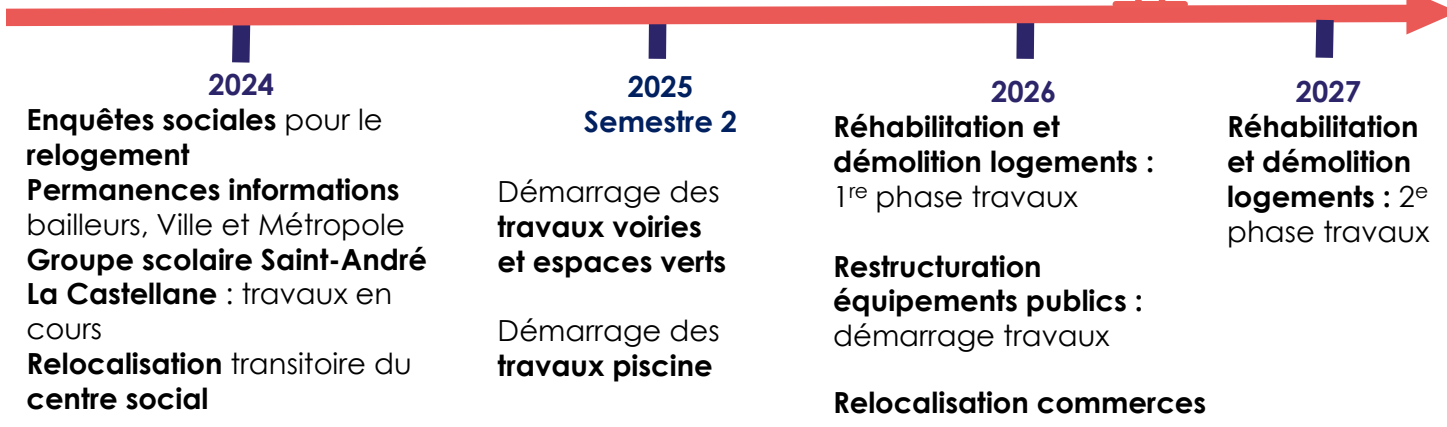 2024
Enquêtes sociales pour le
relogement
Permanences informations
bailleurs, Ville et Métropole
Groupe scolaire Saint-André
La Castellane : travaux en
cours
Relocalisation transitoire du
centre social
2025
Semestre 2
Démarrage des
travaux voiries
et espaces verts
Démarrage des
travaux piscine
2026
Réhabilitation et
démolition logements :
1re phase travaux
Restructuration
équipements publics :
démarrage travaux
Relocalisation commerces
2027
Réhabilitation
et démolition
logements : 2e
phase travaux